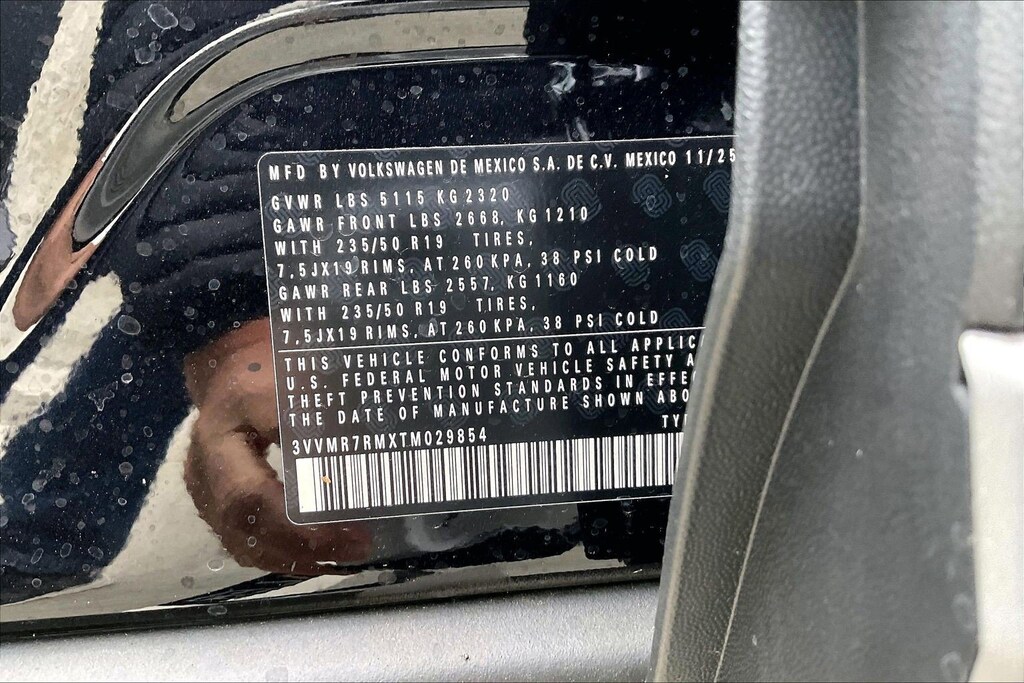 MFD BY VOLKSWAGEN DE MEXICO S.A. DE C.V. MEXICO 11/25
GVWR LBS 5115 KG 2320
GAWR FRONT LBS 2668, KG 1210
WITH 235/50 R19 TIRES,
7,5JX19 RIMS, AT 260 KPA, 38 PSI COLD
GAWR REAR LBS 2557, KG 1160
WITH 235/50 R19 TIRES,
7,5JX19 RIMS, AT 260 KPA, 38 PSI COLD
THIS VEHICLE CONFORMS TO ALL
U.S. FEDERAL MOTOR VEHICLE SAFETY
THEFT PREVENTION STANDARDS IN
THE DATE OF MANUFACTURE SHOWN
3VVMR7RMXTM029854